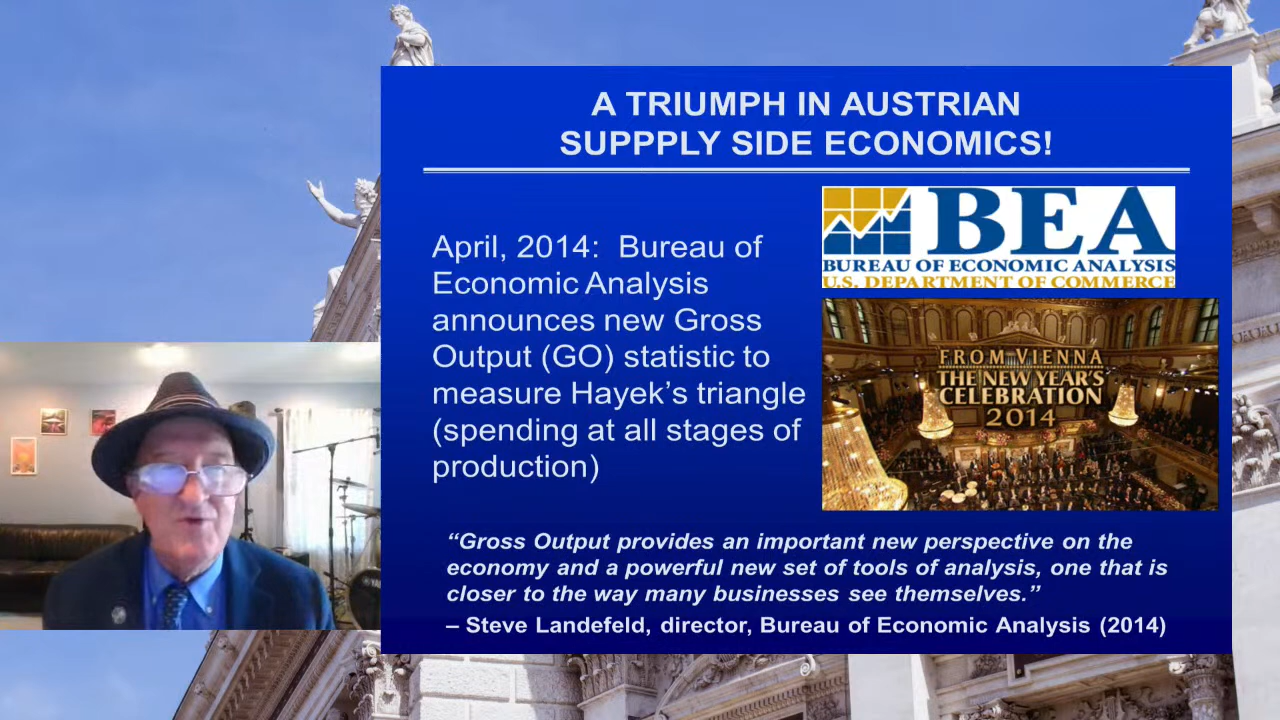 A TRIUMPH IN AUSTRIAN
SUPPPLY SIDE ECONOMICS!
April, 2014: Bureau of
Economic Analysis
announces new Gross
Output (GO) statistic to
measure Hayek's triangle
(spending at all stages of
production)
BEA
BUREAU OF ECONOMIC ANALYSIS
U.S. DEPARTMENT OF COMMERCE
FROM VIENNA
THE NEW YEAR'S
CELEBRATION
2014
“Gross Output provides an important new perspective on the
economy and a powerful new set of tools of analysis, one that is
closer to the way many businesses see themselves.”
– Steve Landefeld, director, Bureau of Economic Analysis (2014)